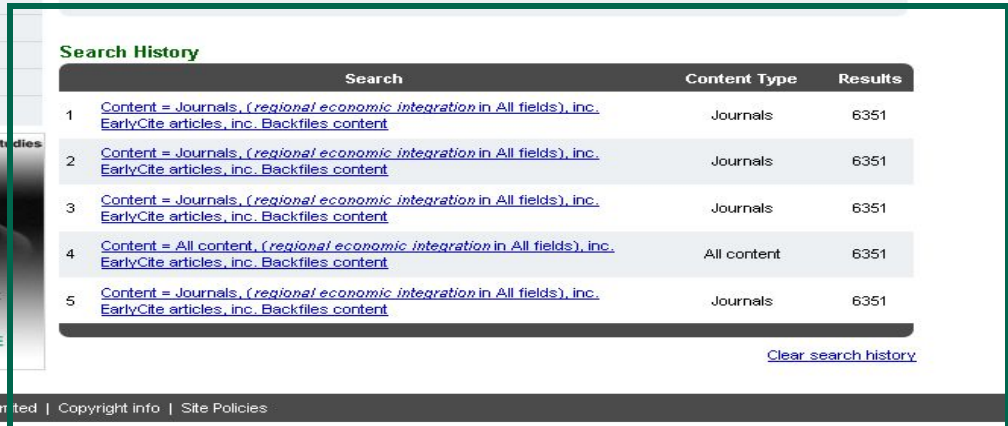 Search History
Search Content Type Results
1 Content = Journals, (regional economic integration in All fields), inc. Journals 6351
EarlyCite articles, inc. Backfiles content
2 Content = Journals, (regional economic integration in All fields), inc. Journals 6351
EarlyCite articles, inc. Backfiles content
3 Content = Journals, (regional economic integration in All fields), inc. Journals 6351
EarlyCite articles, inc. Backfiles content
4 Content = All content, (regional economic integration in All fields), inc. All content 6351
EarlyCite articles, inc. Backfiles content
5 Content = Journals, (regional economic integration in All fields), inc. Journals 6351
EarlyCite articles, inc. Backfiles content
Clear search history
| Copyright info | Site Policies